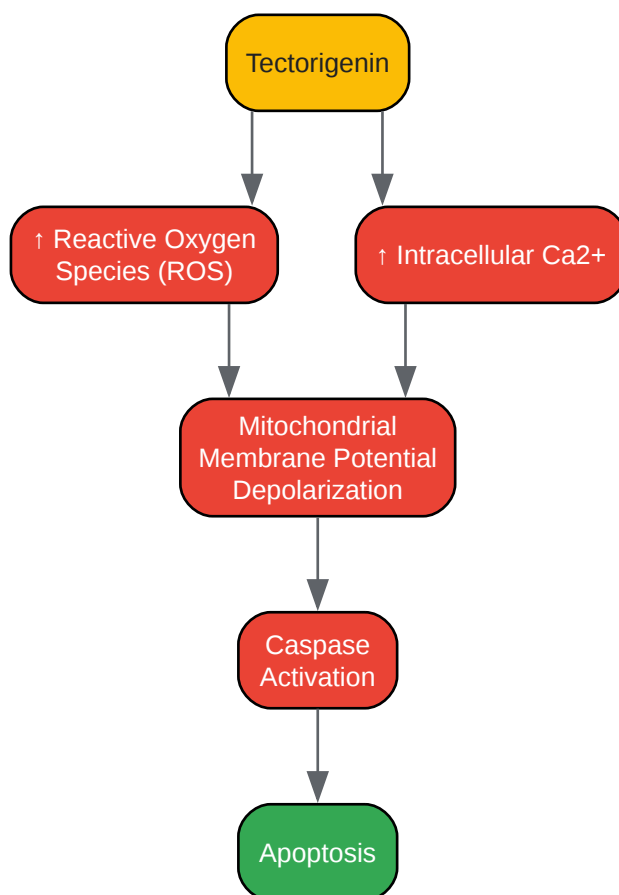 Tectorigenin
↑ Reactive Oxygen
Species (ROS)
↑ Intracellular Ca2+
Mitochondrial
Membrane Potential
Depolarization
Caspase
Activation
Apoptosis